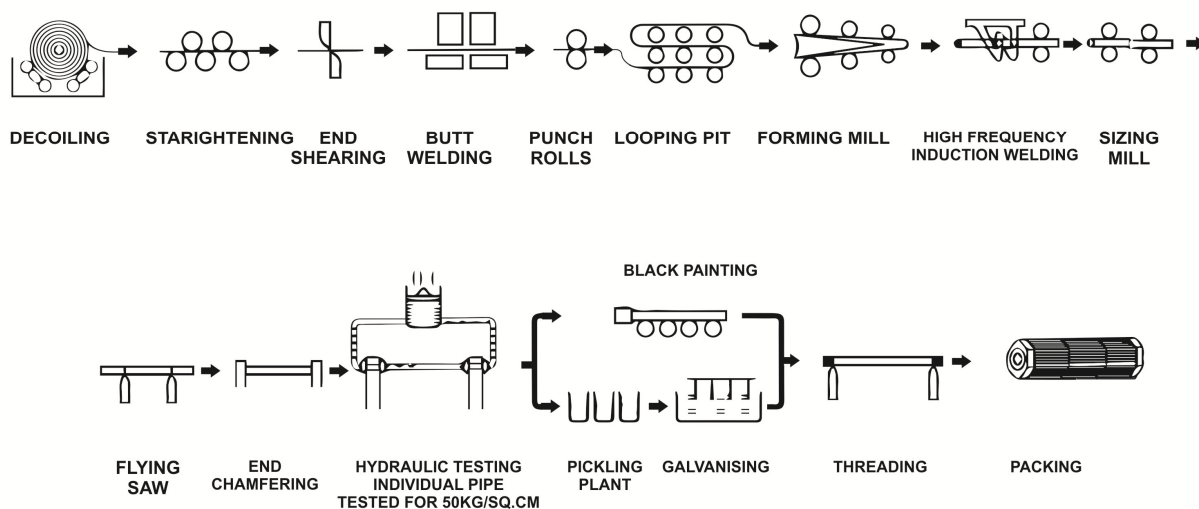 DECOILING
STARIGHTENING
END
SHEARING
BUTT
WELDING
PUNCH
ROLLS
LOOPING PIT
FORMING MILL
HIGH FREQUENCY
INDUCTION WELDING
SIZING
MILL
BLACK PAINTING
FLYING
SAW
END
CHAMFERING
HYDRAULIC TESTING
INDIVIDUAL PIPE
TESTED FOR 50KG/SQ.CM
PICKLING
PLANT
GALVANISING
THREADING
PACKING